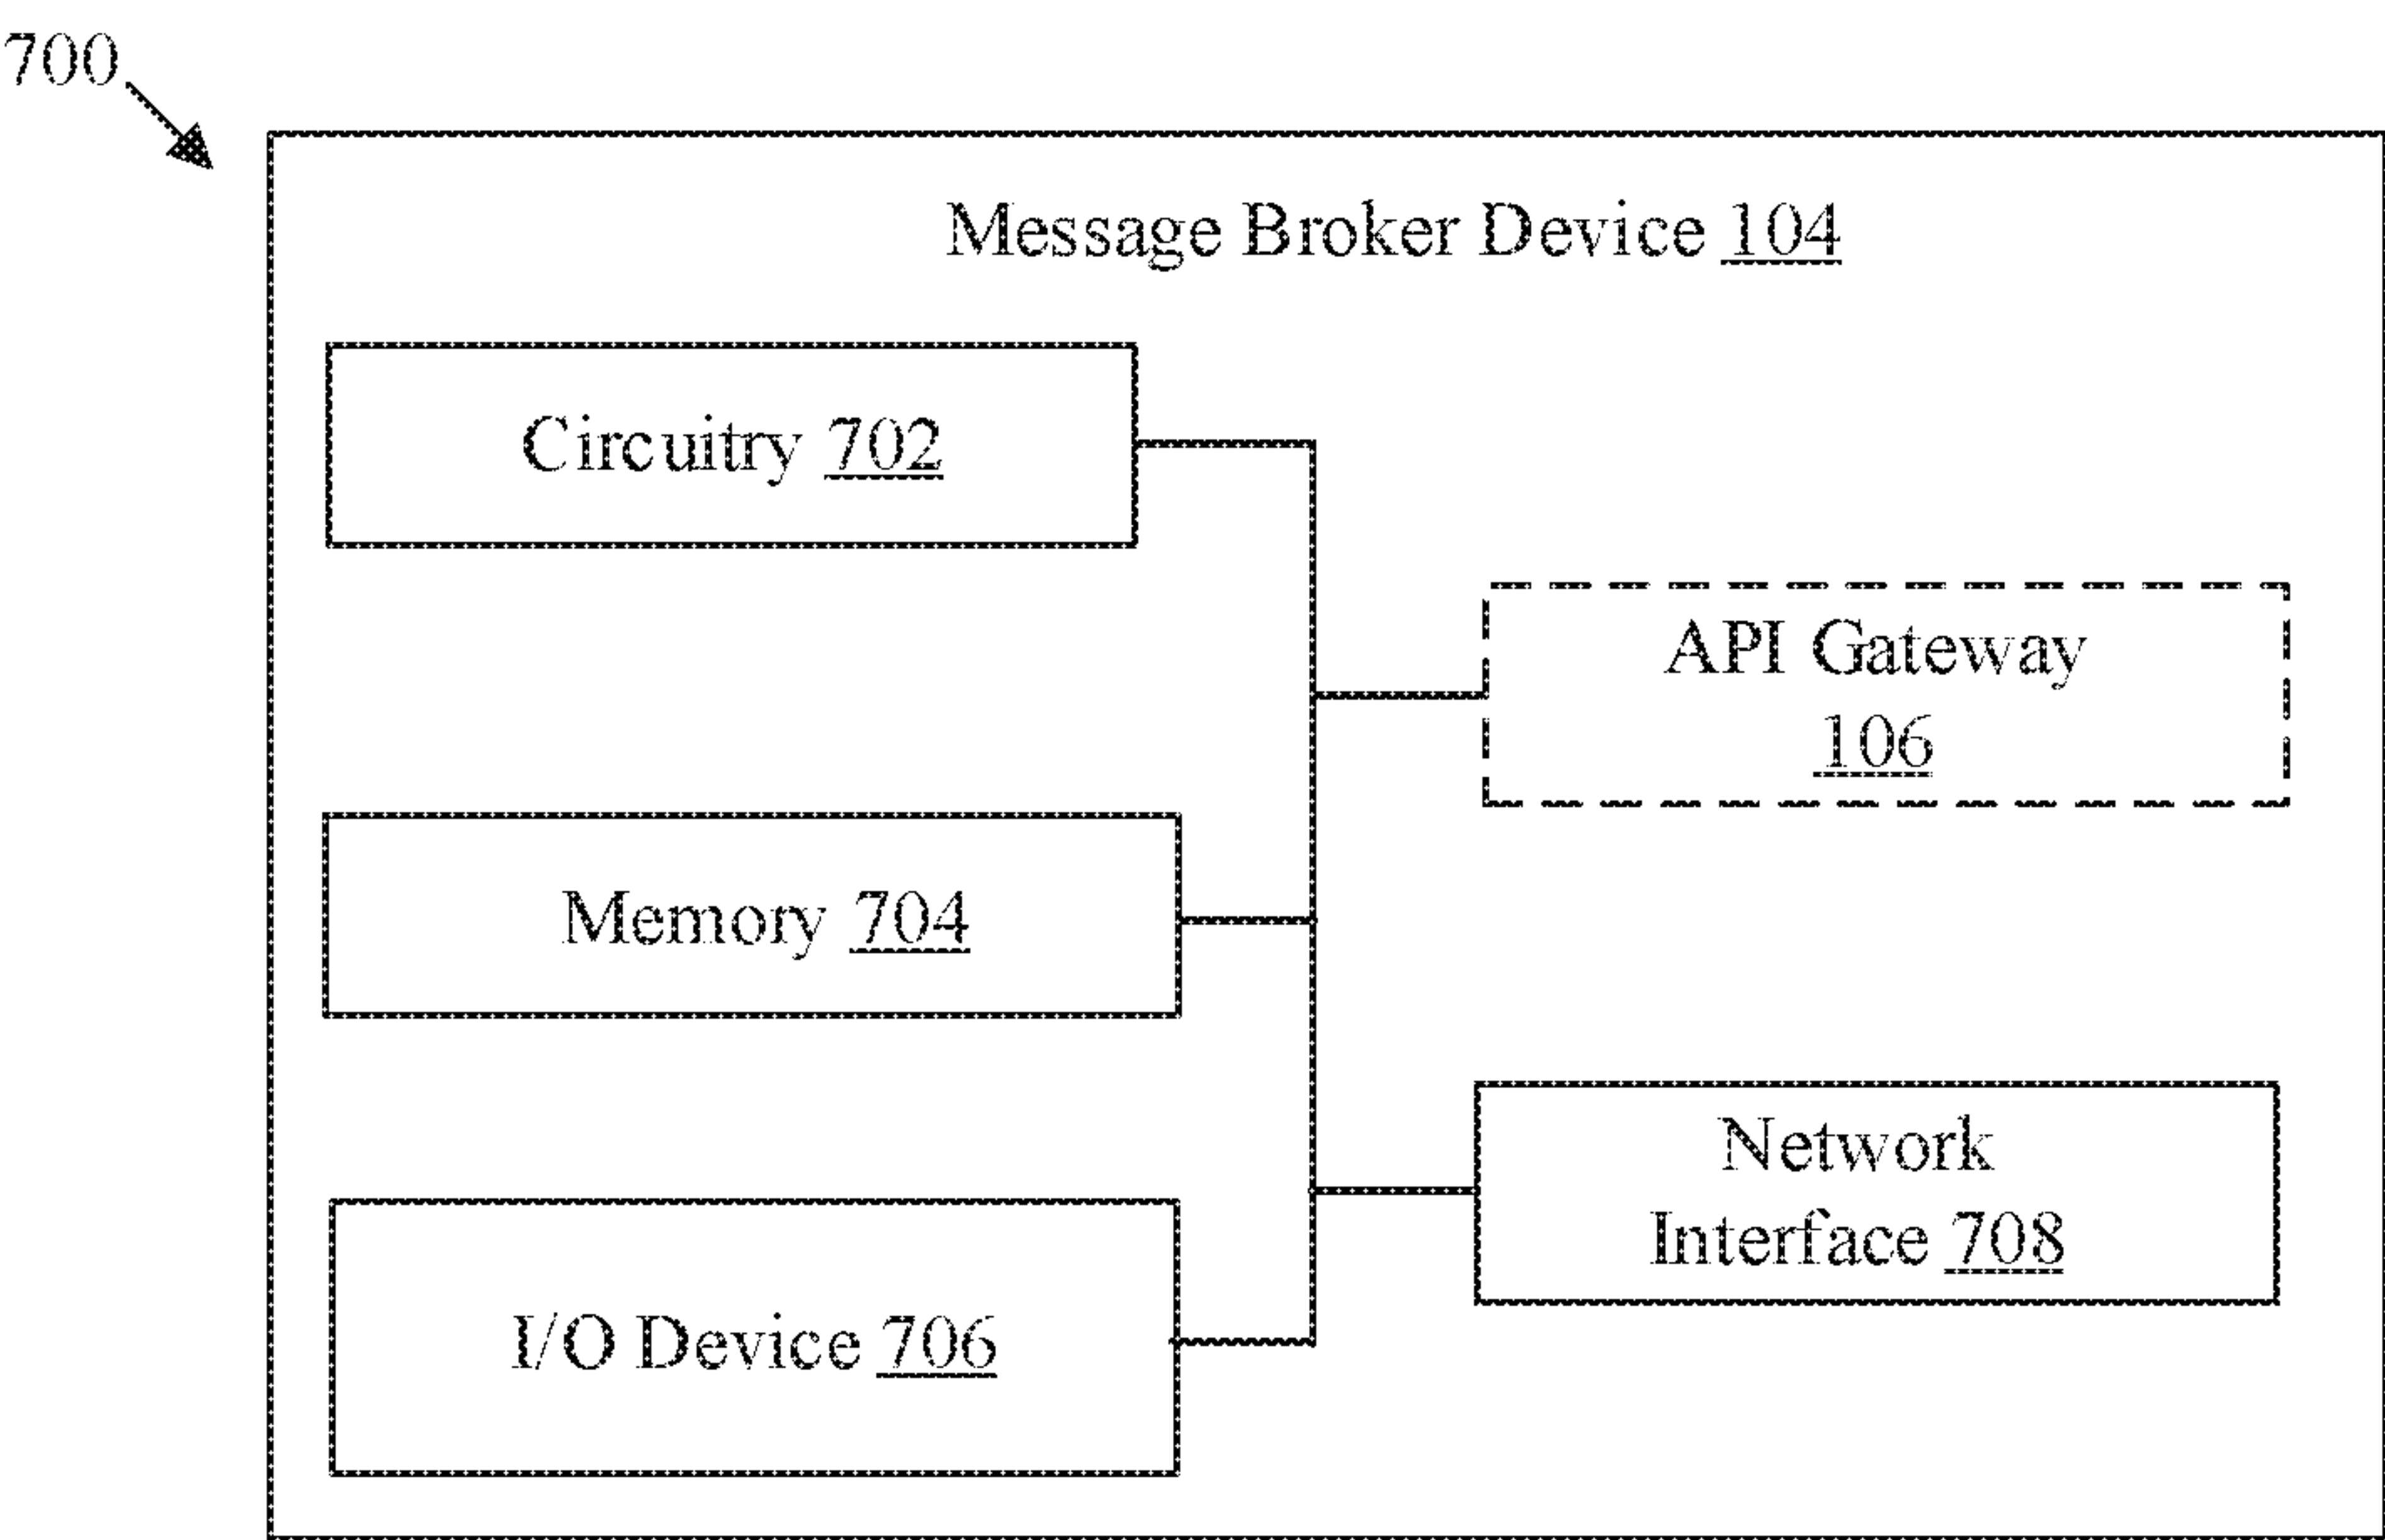 700
Message Broker Device 104
Circuitry 702
API Gateway
106
Memory 704
Network
Interface 708
I/O Device 706